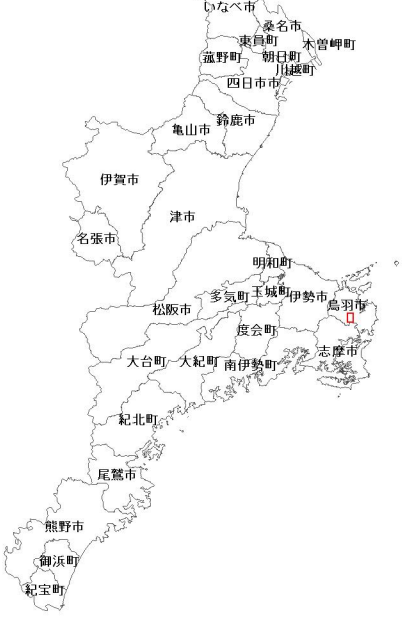 いなべ市
桑名市
東員町
木曽岬町
菰野町
朝日町
川越町
四日市市
鈴鹿市
亀山市
伊賀市
津市
名張市
明和町
多気町
玉城町
伊勢市
鳥羽市
松阪市
度会町
志摩市
大台町
大紀町
南伊勢町
紀北町
尾鷲市
熊野市
御浜町
紀宝町